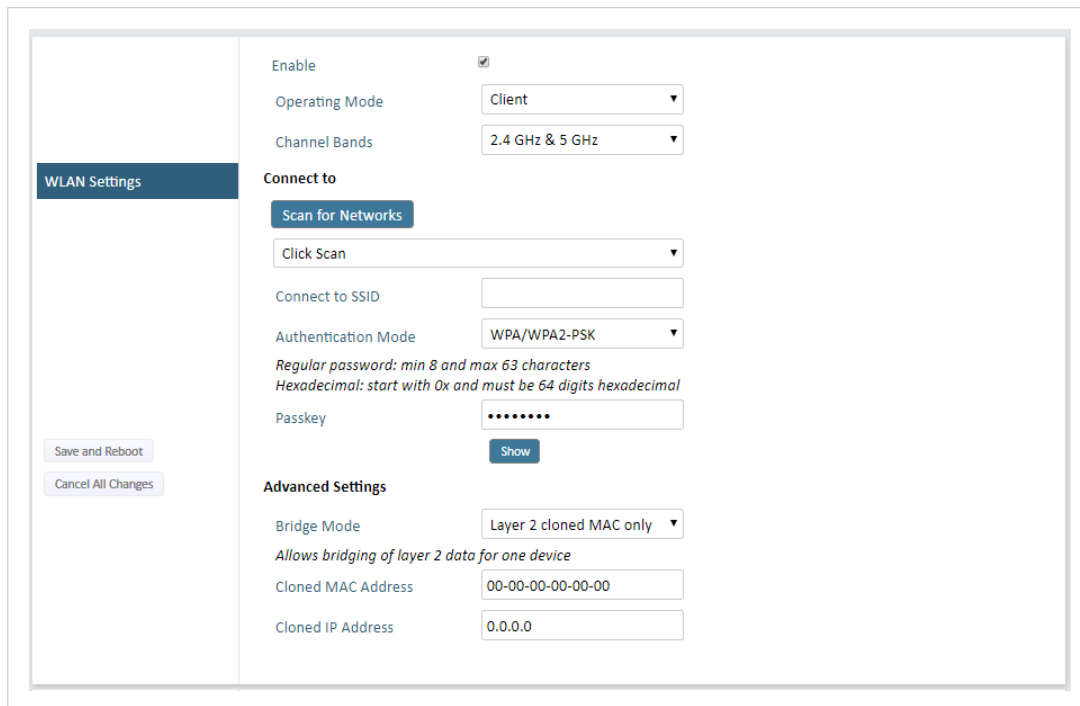 Enable
Operating Mode
Client
Channel Bands
2.4 GHz & 5 GHz
WLAN Settings
Connect to
Scan for Networks
Click Scan
Connect to SSID
Authentication Mode
WPA/WPA2-PSK
Regular password: min 8 and max 63 characters
Hexadecimal: start with 0x and must be 64 digits hexadecimal
Passkey
••••••••
Show
Save and Reboot
Cancel All Changes
Advanced Settings
Bridge Mode
Layer 2 cloned MAC only
Allows bridging of layer 2 data for one device
Cloned MAC Address
00-00-00-00-00-00
Cloned IP Address
0.0.0.0